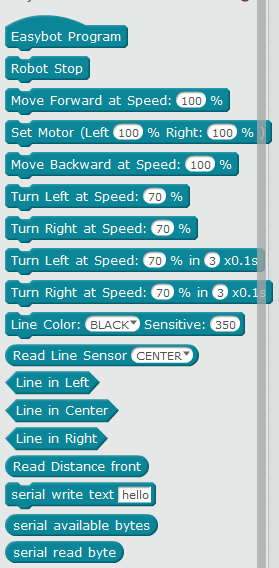 Easybot Program
Robot Stop
Move Forward at Speed: 100 %
Set Motor (Left 100 % Right: 100 % )
Move Backward at Speed: 100 %
Turn Left at Speed: 70 %
Turn Right at Speed: 70 %
Turn Left at Speed: 70 % in 3 x0.1s
Turn Right at Speed: 70 % in 3 x0.1s
Line Color: BLACK Sensitive: 350
Read Line Sensor CENTER
Line in Left
Line in Center
Line in Right
Read Distance front
serial write text hello
serial available bytes
serial read byte